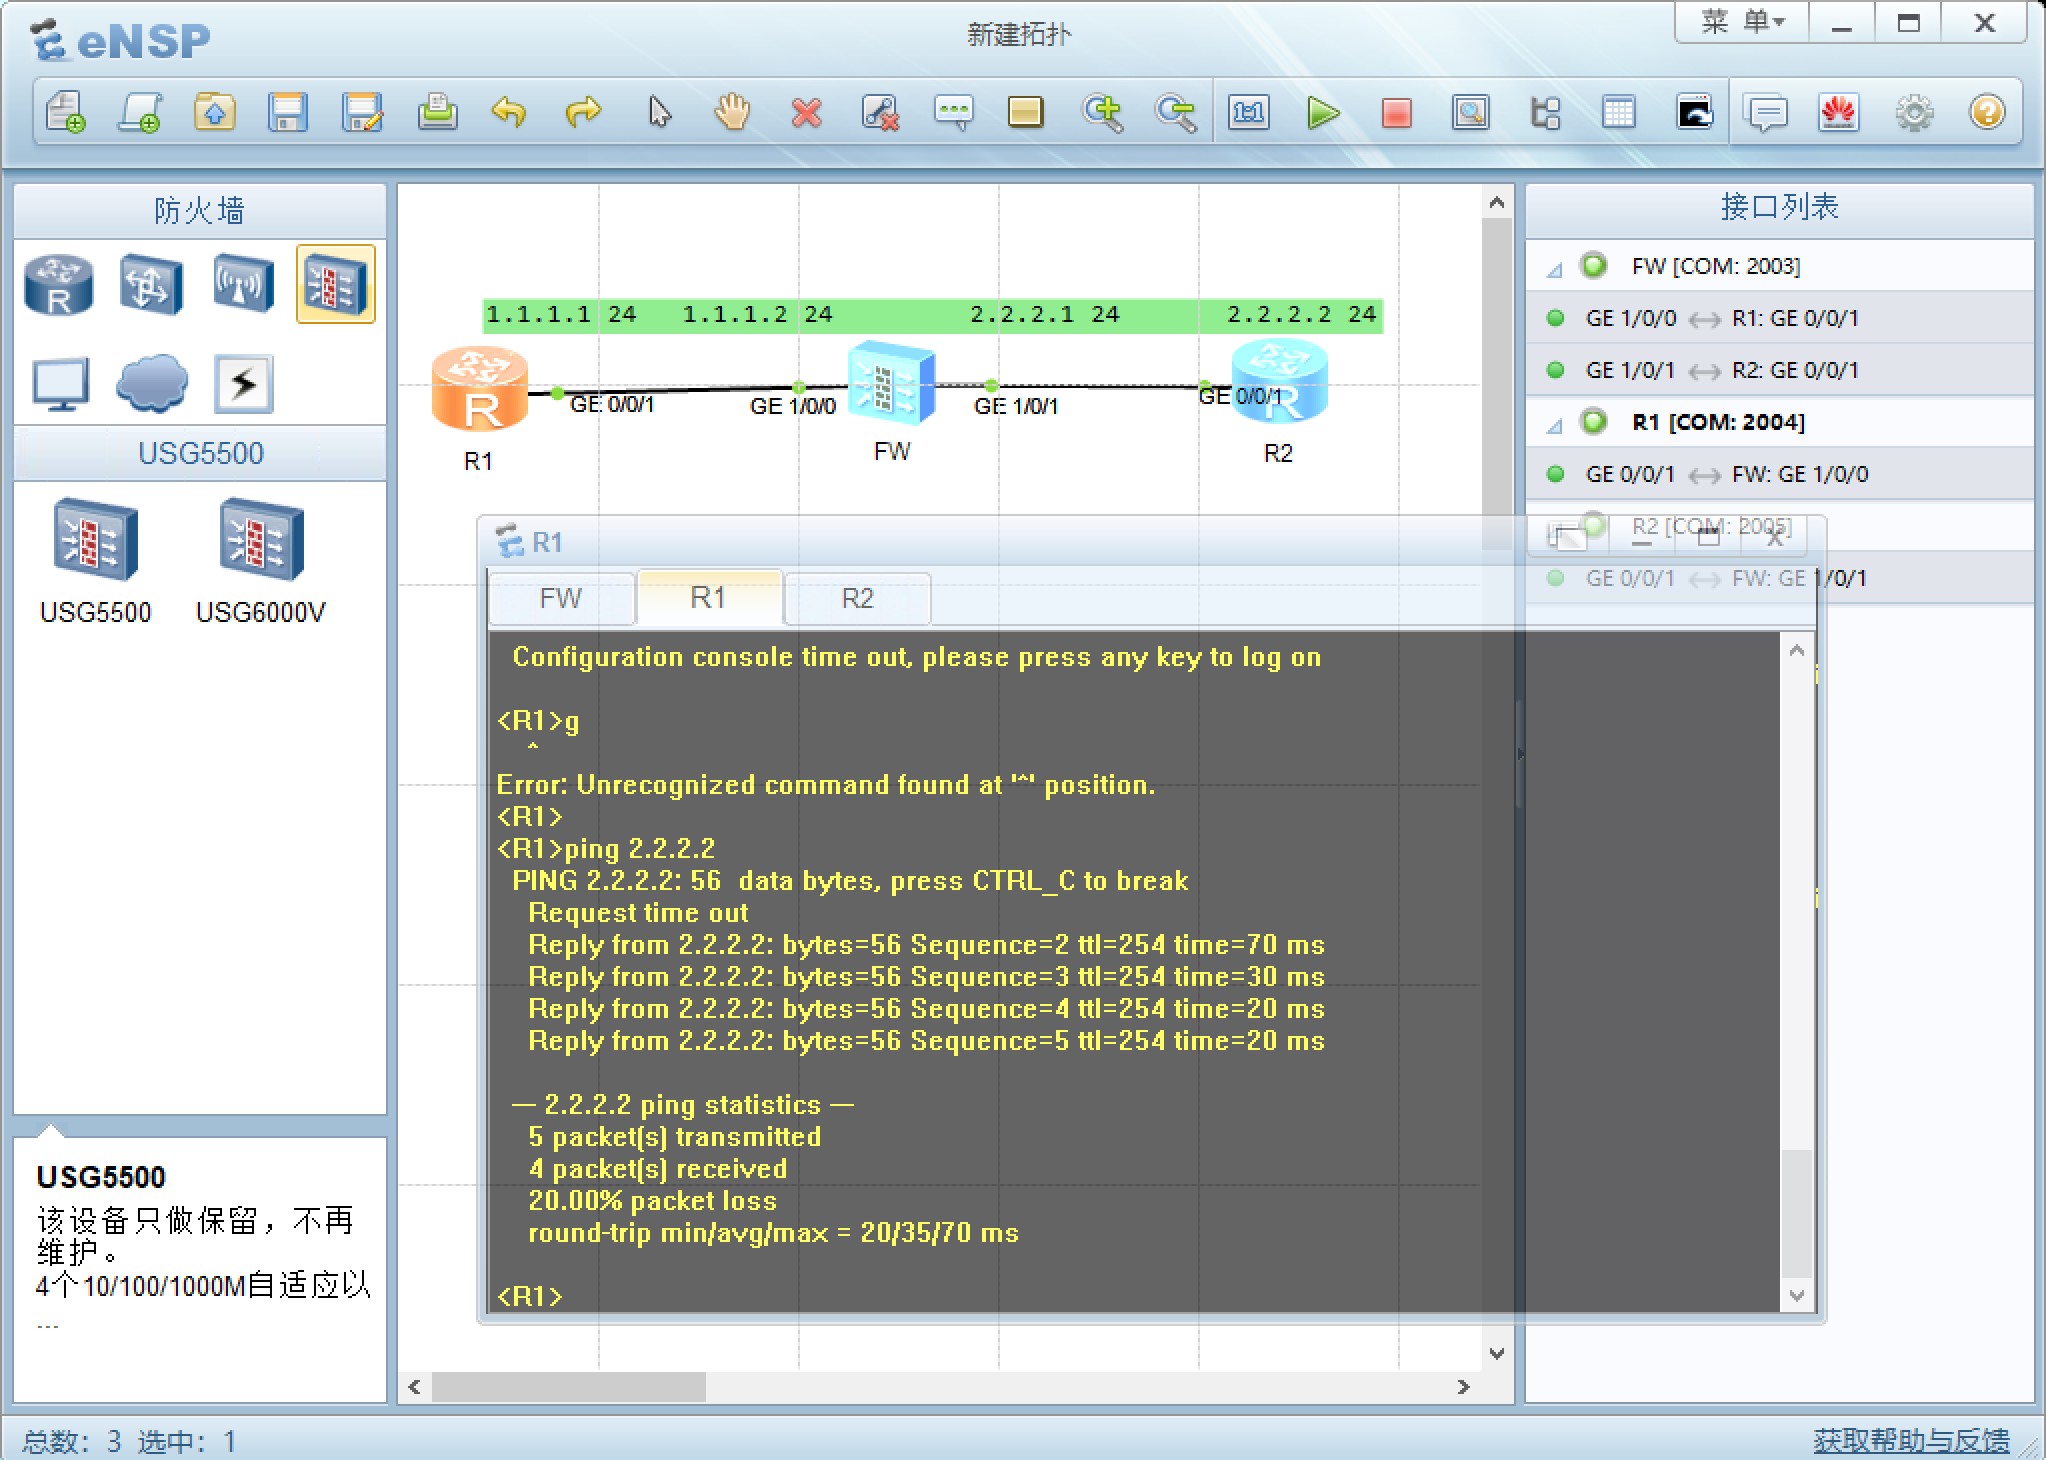 eNSP
新建拓扑
菜 单
1:1
防火墙
R
USG5500
USG5500
USG6000V
USG5500
该设备只做保留，不再
维护。
4个10/100/1000M自适应以
...
1.1.1.1 24
1.1.1.2 24
2.2.2.1 24
2.2.2.2 24
R
R
GE 0/0/1
GE 1/0/0
GE 1/0/1
GE 0/0/1
R1
FW
R2
R1
FW
R1
R2
Configuration console time out, please press any key to log on
<R1>g
^
Error: Unrecognized command found at '^' position.
<R1>
<R1>ping 2.2.2.2
PING 2.2.2.2: 56  data bytes, press CTRL_C to break
Request time out
Reply from 2.2.2.2: bytes=56 Sequence=2 ttl=254 time=70 ms
Reply from 2.2.2.2: bytes=56 Sequence=3 ttl=254 time=30 ms
Reply from 2.2.2.2: bytes=56 Sequence=4 ttl=254 time=20 ms
Reply from 2.2.2.2: bytes=56 Sequence=5 ttl=254 time=20 ms
--- 2.2.2.2 ping statistics ---
5 packet(s) transmitted
4 packet(s) received
20.00% packet loss
round-trip min/avg/max = 20/35/70 ms
<R1>
接口列表
FW [COM: 2003]
GE 1/0/0 ↔ R1: GE 0/0/1
GE 1/0/1 ↔ R2: GE 0/0/1
R1 [COM: 2004]
GE 0/0/1 ↔ FW: GE 1/0/0
R2 [COM: 2005]
GE 0/0/1 ↔ FW: GE 1/0/1
总数: 3 选中: 1
获取帮助与反馈